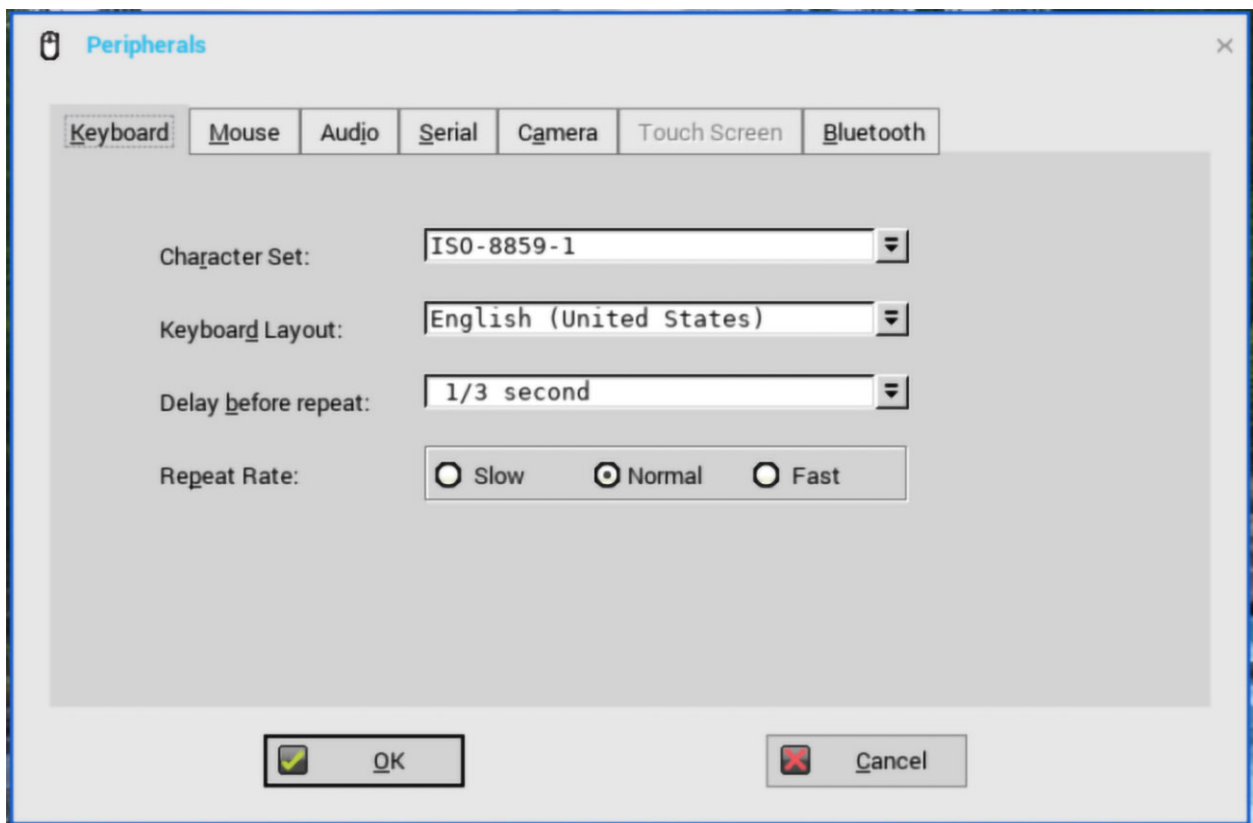 Peripherals
Keyboard Mouse Audio Serial Camera Touch Screen Bluetooth
Character Set: ISO-8859-1
Keyboard Layout: English (United States)
Delay before repeat: 1/3 second
Repeat Rate: Slow Normal Fast
OK Cancel